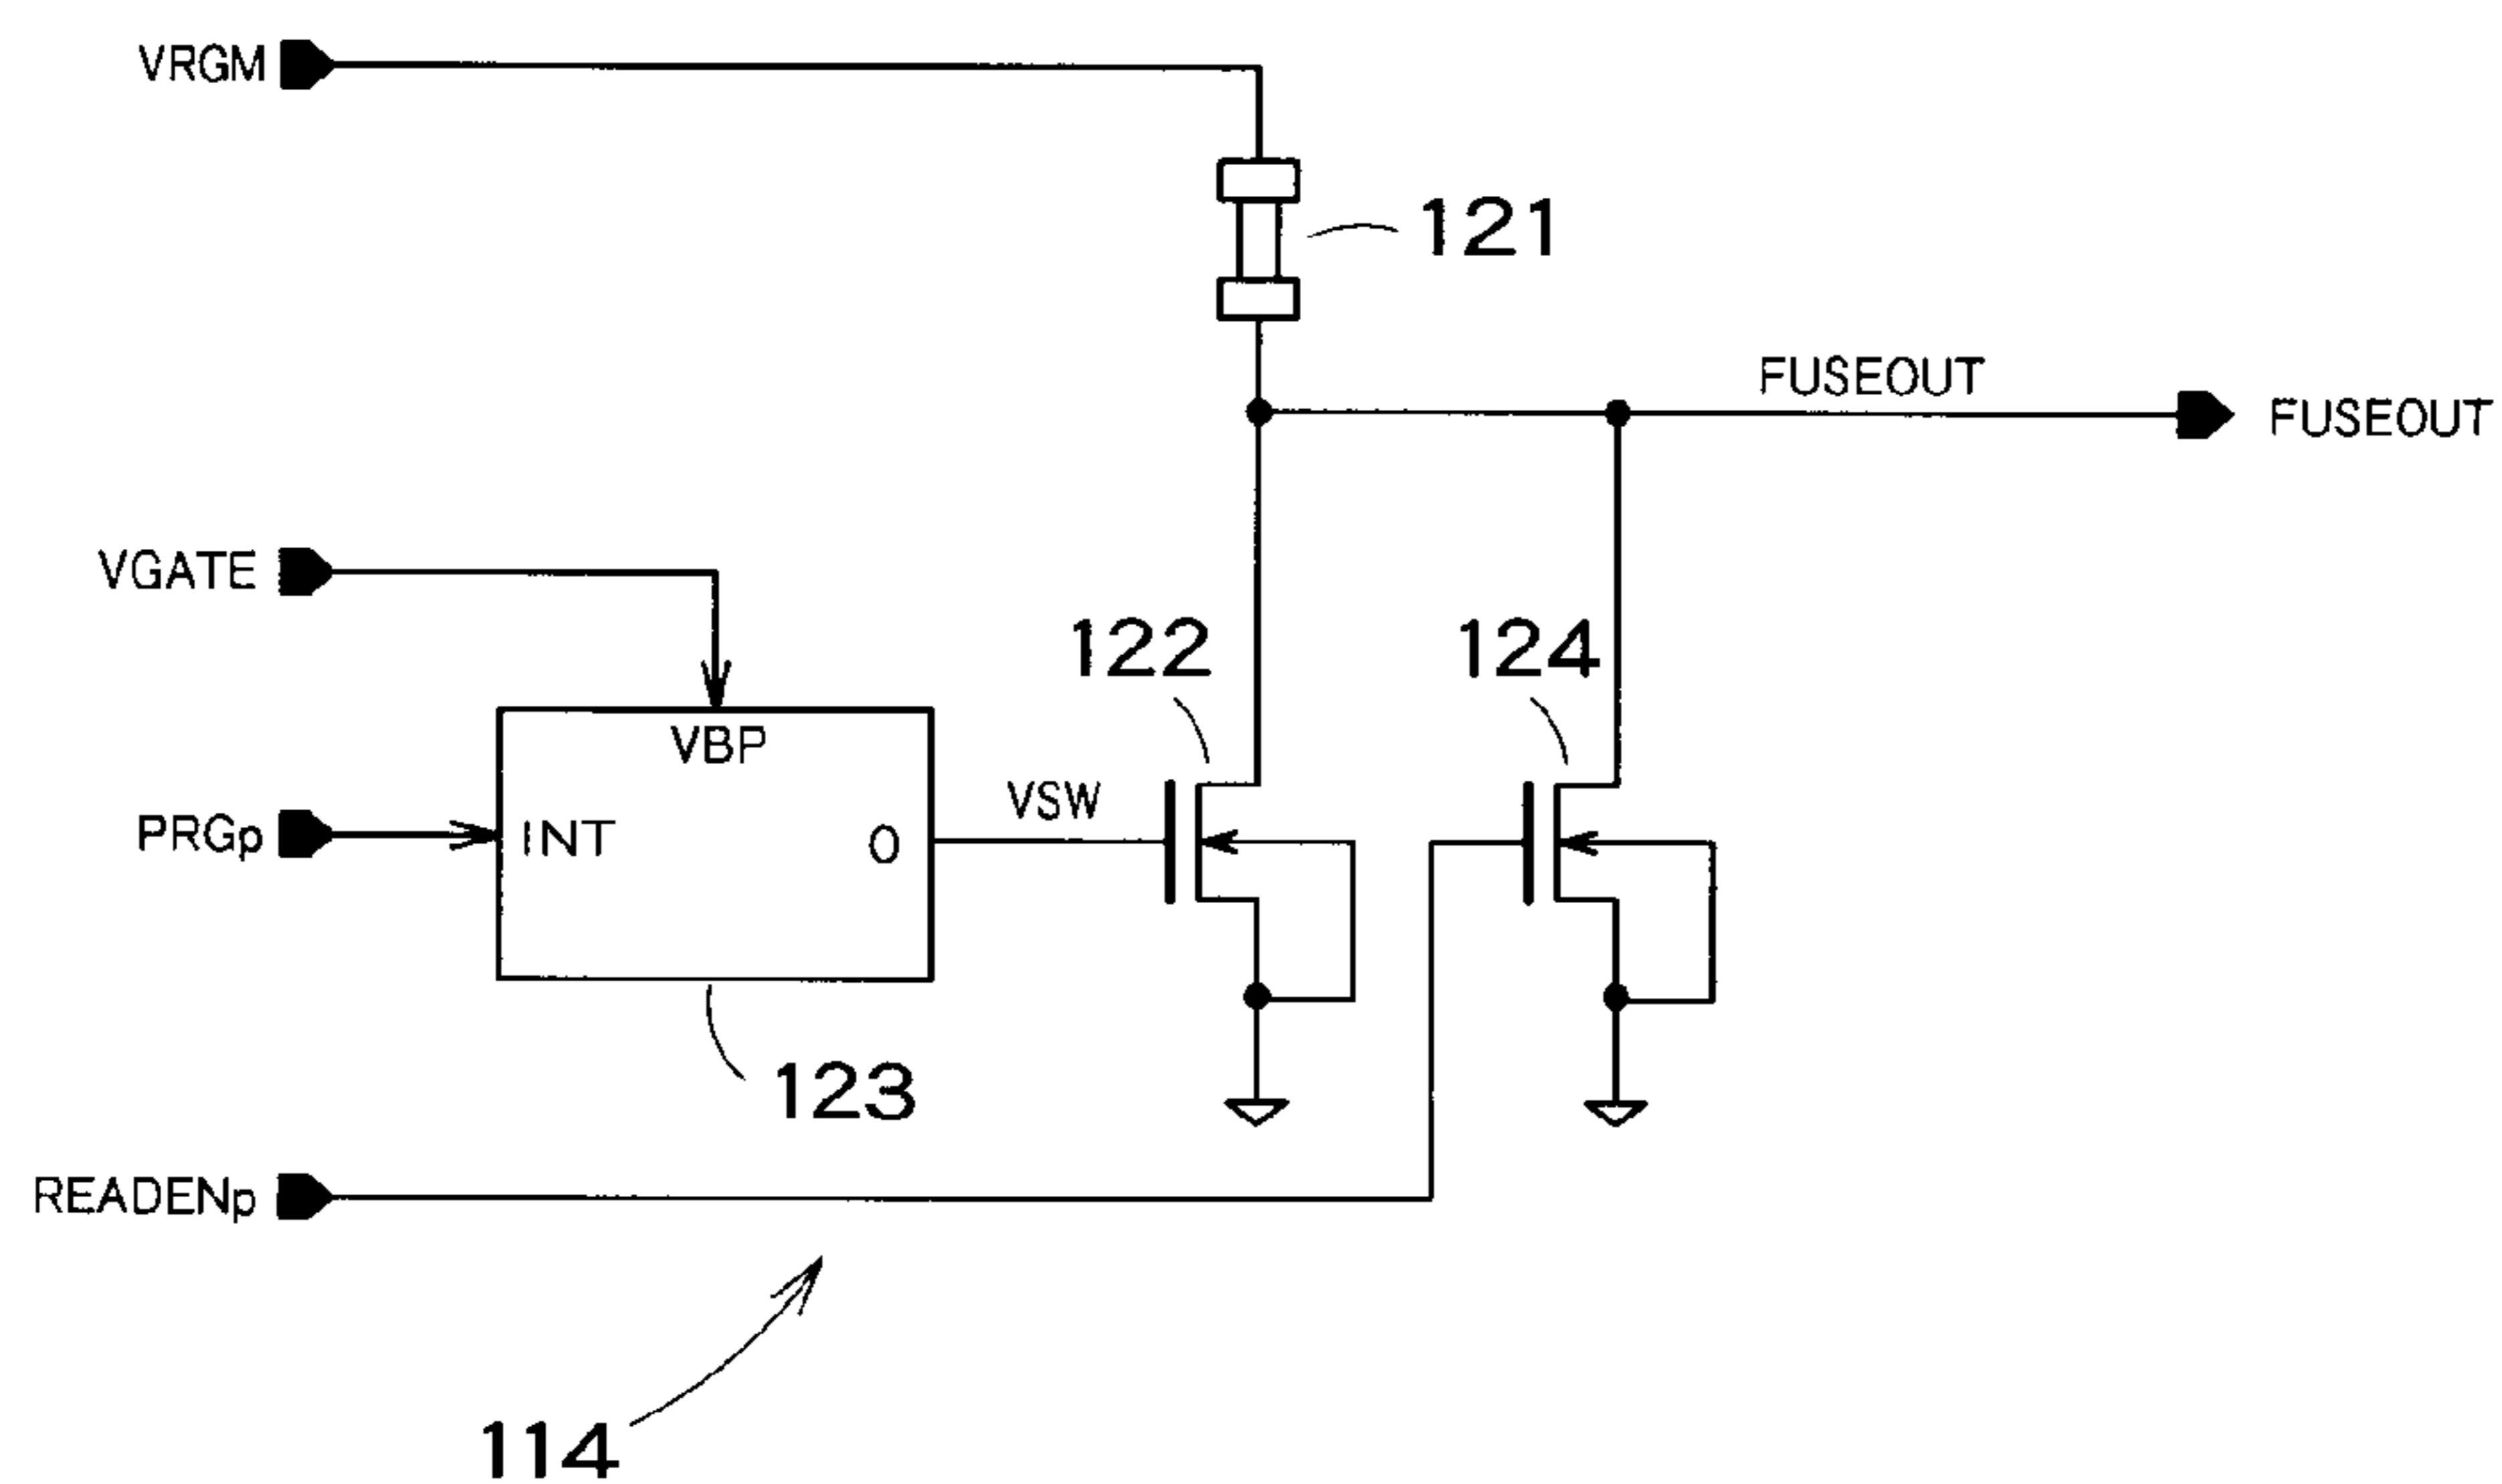 VRGM
121
FUSEOUT
FUSEOUT
VGATE
122
124
VBP
VSW
PRGp
INT
O
123
READENp
114